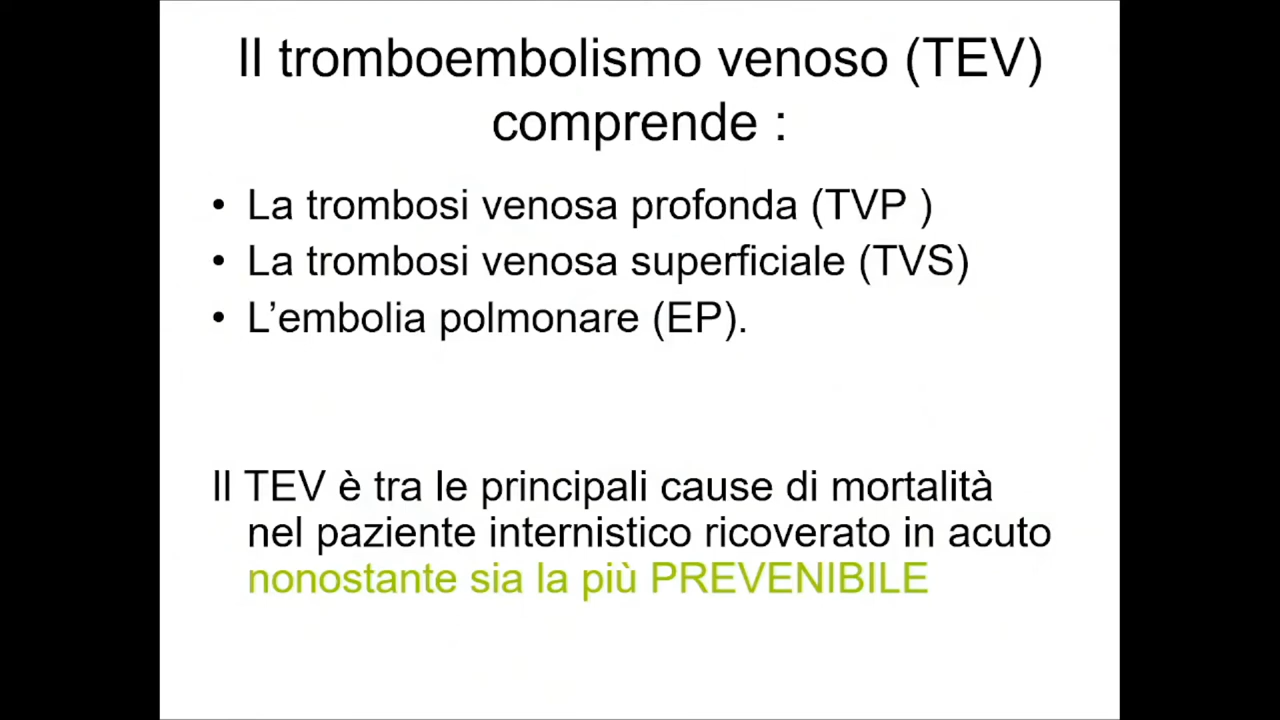 Il tromboembolismo venoso (TEV)
comprende :
• La trombosi venosa profonda (TVP )
• La trombosi venosa superficiale (TVS)
• L’embolia polmonare (EP).
Il TEV è tra le principali cause di mortalità
nel paziente internistico ricoverato in acuto
nonostante sia la più PREVENIBILE